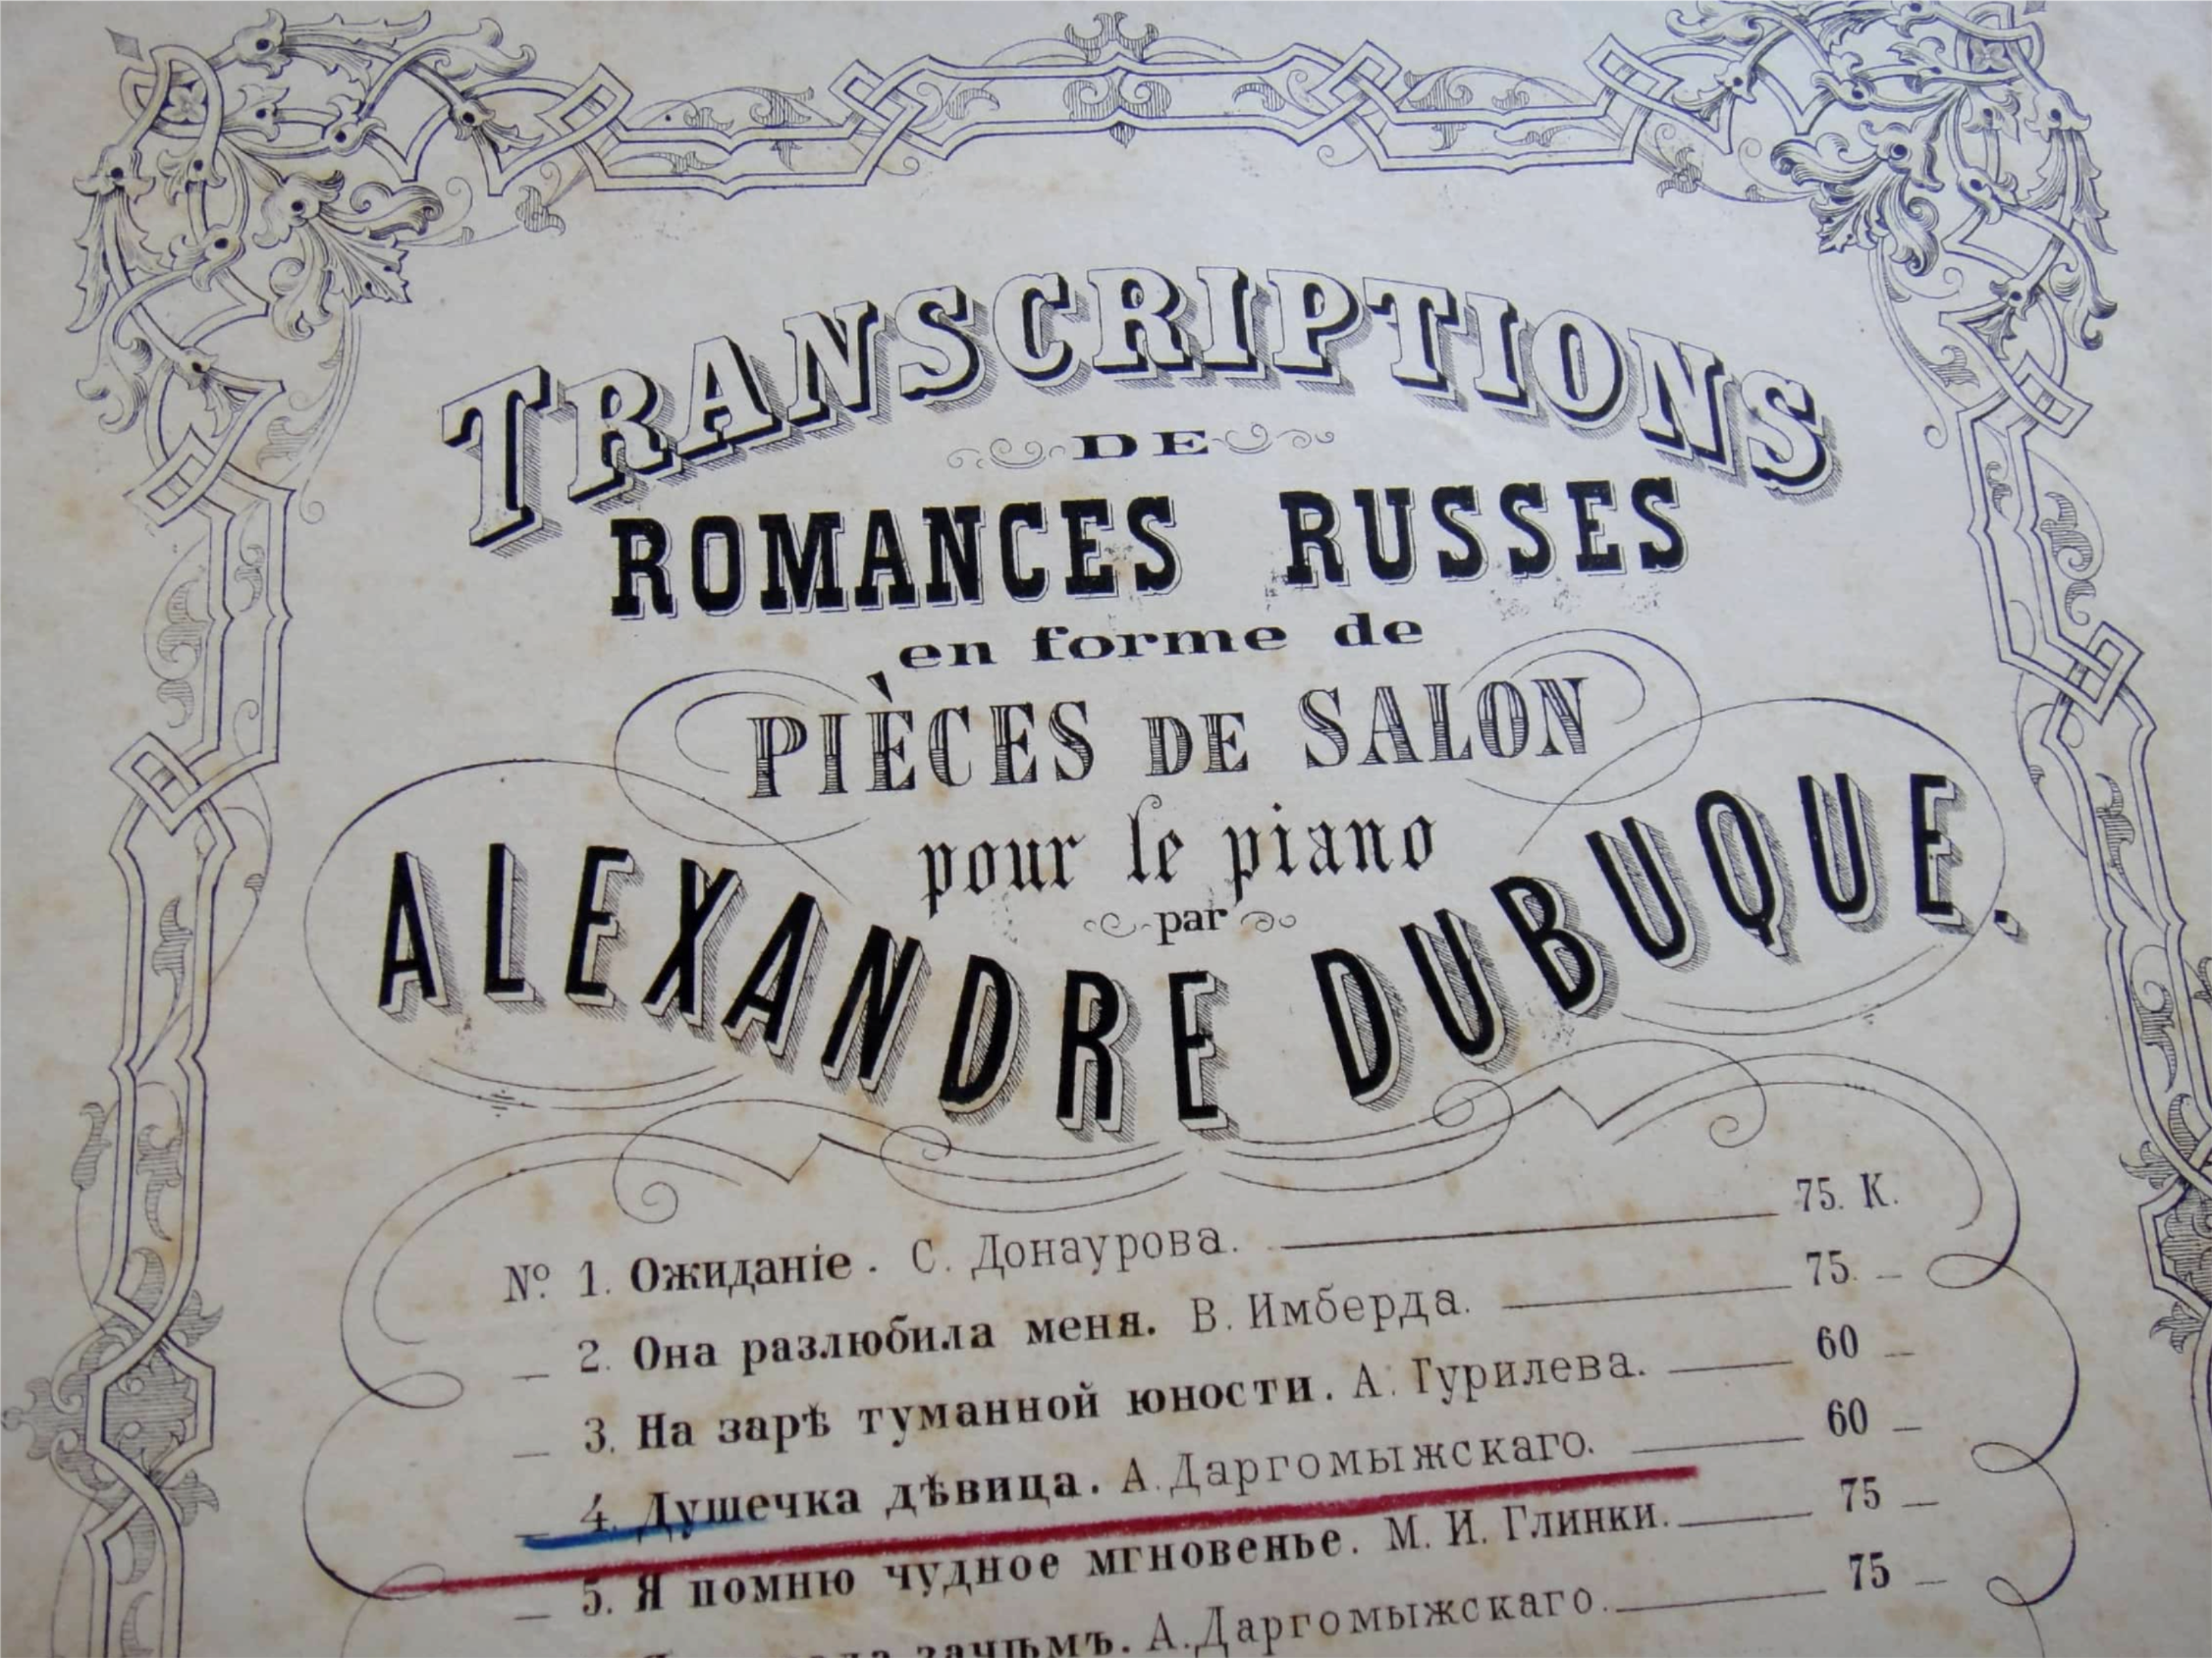 TRANSCRIPTIONS
DE
ROMANCES RUSSES
en forme de
PIÈCES DE SALON
pour le piano
par
ALEXANDRE DUBUQUE.
№ 1. Ожиданіе. С. Донаурова. 75. К.
_ 2. Она разлюбила меня. В. Имберда. 75. _
_ 3. На зарѣ туманной юности. А. Гурилева. 60 _
_ 4. Душечка дѣвица. А. Даргомыжскаго. 60 _
_ 5. Я помню чудное мгновенье. М. И. Глинки. 75 _
А. Даргомыжскаго. 75 _